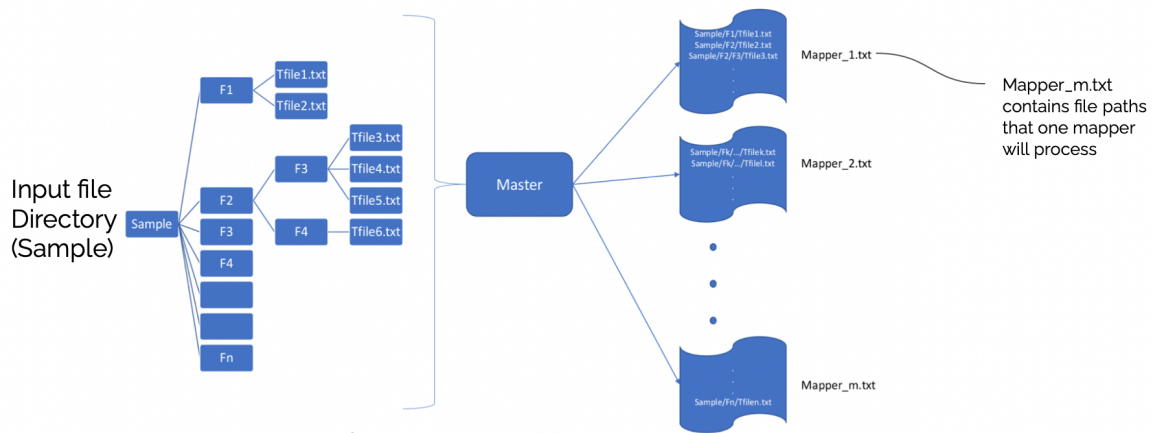 Input file
Directory
(Sample)
Sample
F1
Tfile1.txt
Tfile2.txt
F2
F3
Tfile3.txt
Tfile4.txt
Tfile5.txt
F4
Tfile6.txt
F3
F4
Fn
Master
Sample/F1/Tfile1.txt
Sample/F2/Tfile2.txt
Sample/F2/F3/Tfile3.txt
.
.
.
Mapper_1.txt
Sample/Fk/.../Tfilek.txt
Sample/Fk/.../Tfilel.txt
.
.
.
Mapper_2.txt
.
.
.
Sample/Fn/Tfilen.txt
Mapper_m.txt
Mapper_m.txt
contains file paths
that one mapper
will process